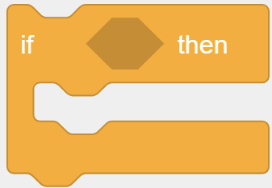 if then